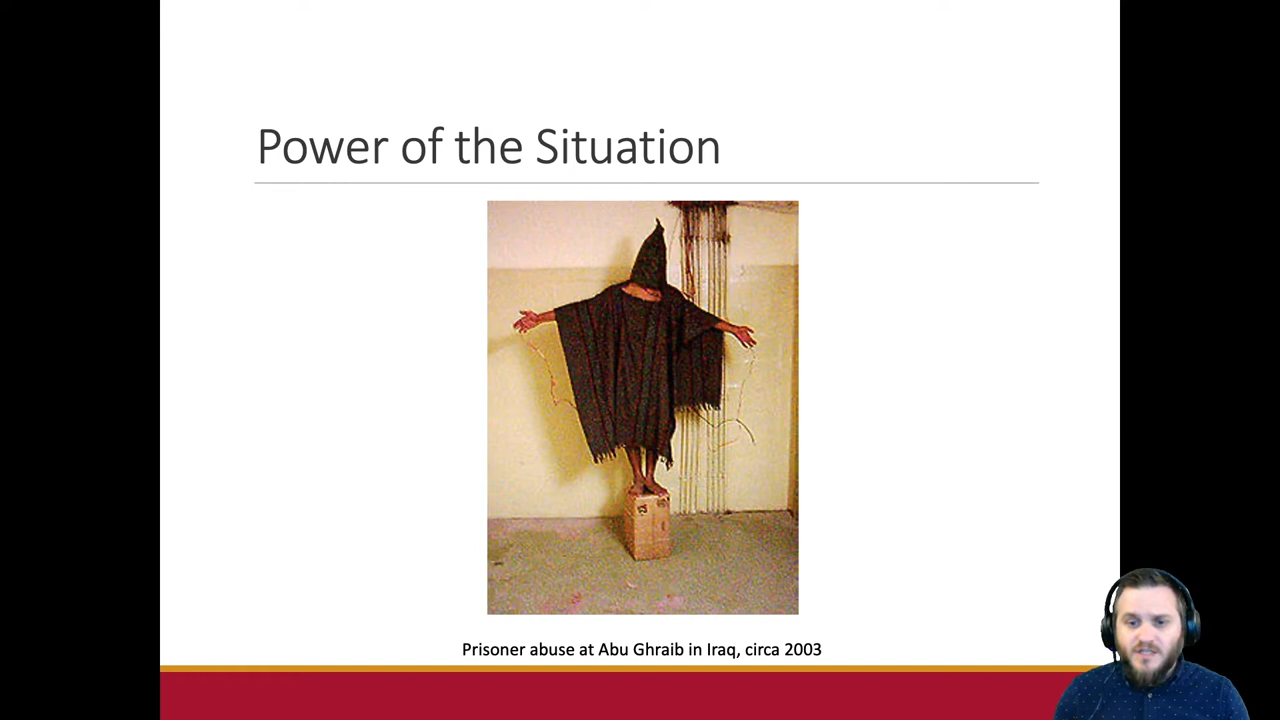 Power of the Situation
Prisoner abuse at Abu Ghraib in Iraq, circa 2003